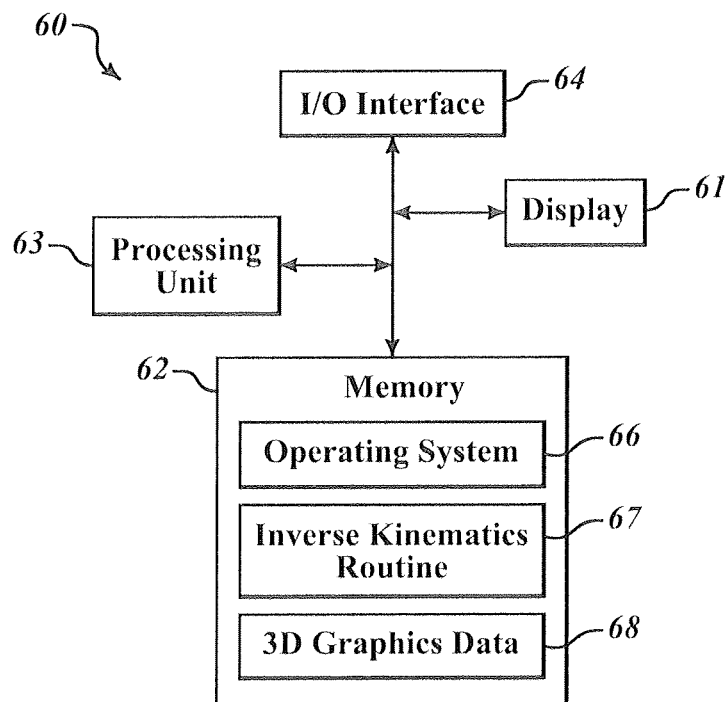 60
I/O Interface
64
Display
61
63
Processing
Unit
62
Memory
Operating System
66
Inverse Kinematics
Routine
67
3D Graphics Data
68